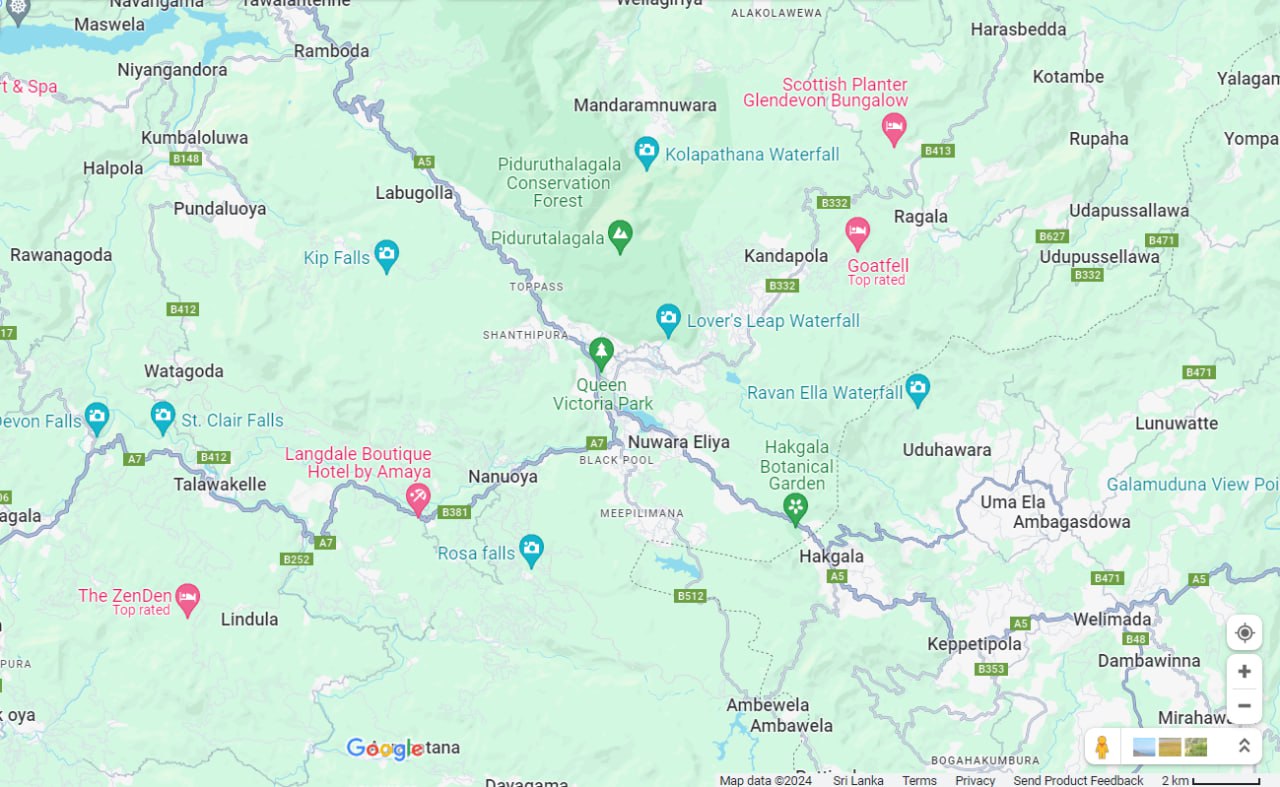 Navangama
Tawalantenne
Wellagiriya
ALAKOLAWEWA
Maswela
Harasbedda
Ramboda
Niyangandora
Kotambe
Yalagam
t & Spa
Scottish Planter
Glendevon Bungalow
Mandaramnuwara
Kumbaloluwa
Rupaha
Yompa
B148
A5
Kolapathana Waterfall
B413
Halpola
Piduruthalagala
Conservation
Forest
Labugolla
B332
Pundaluoya
Ragala
Udapussallawa
Pidurutalagala
B627
B471
Rawanagoda
Kip Falls
Kandapola
Udupussellawa
Goatfell
Top rated
B332
TOPPASS
B332
B412
Lover's Leap Waterfall
17
SHANTHIPURA
Watagoda
B471
Queen
Victoria Park
Ravan Ella Waterfall
Devon Falls
St. Clair Falls
Lunuwatte
A7
Nuwara Eliya
Hakgala
Botanical
Garden
Uduhawara
A7
B412
Langdale Boutique
Hotel by Amaya
BLACK POOL
Talawakelle
Nanuoya
Galamuduna View Poi
06
Uma Ela
agala
B381
MEEPILIMANA
Ambagasdowa
A7
B252
Rosa falls
Hakgala
A5
B471
A5
The ZenDen
Top rated
B512
Lindula
A5
Welimada
B48
Keppetipola
PURA
B353
Dambawinna
Ambewela
k oya
Ambawela
Mirahawa
Google
tana
BOGAHAKUMBURA
Dayagama
Map data ©2024 Sri Lanka Terms Privacy Send Product Feedback 2 km